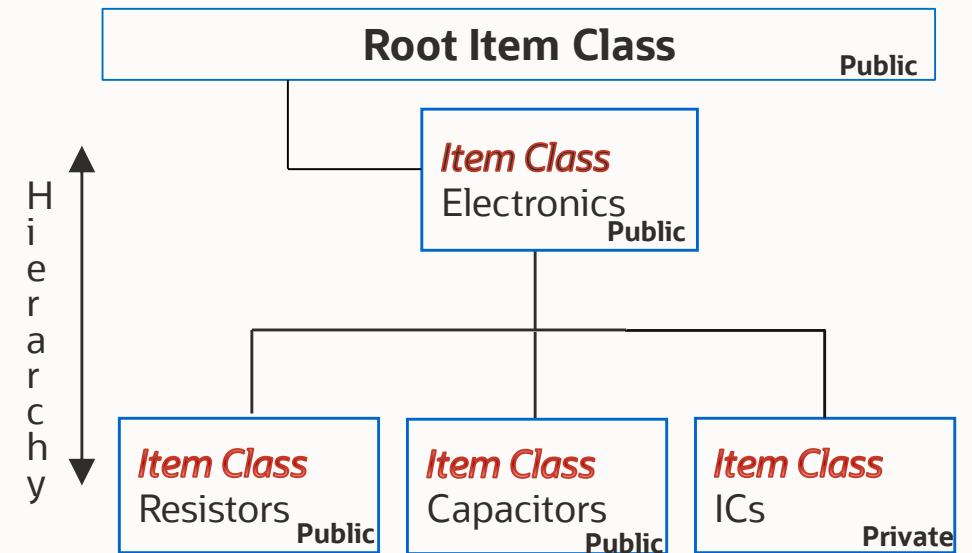 Root Item Class
Public
Item Class
Electronics
Public
Hierarchy
Item Class
Resistors
Public
Item Class
Capacitors
Public
Item Class
ICs
Private